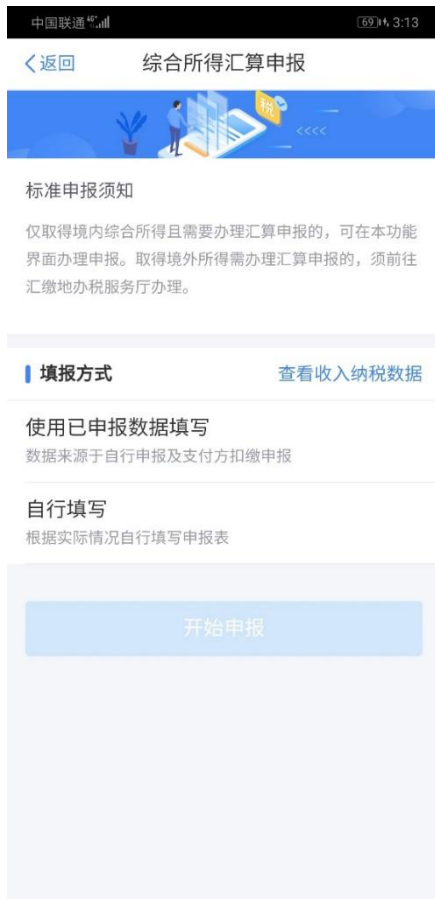 中国联通 69 3:13
返回 综合所得汇算申报
税
标准申报须知
仅取得境内综合所得且需要办理汇算申报的，可在本功能
界面办理申报。取得境外所得需办理汇算申报的，须前往
汇缴地办税服务厅办理。
填报方式 查看收入纳税数据
使用已申报数据填写
数据来源于自行申报及支付方扣缴申报
自行填写
根据实际情况自行填写申报表
开始申报